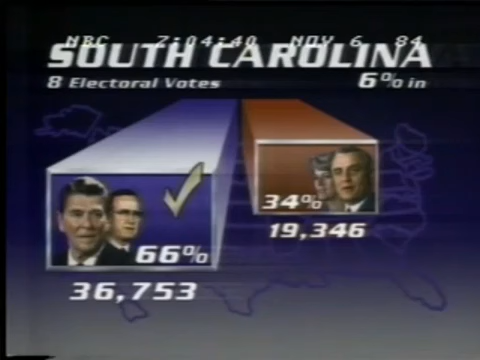 NBC 7:04:40 NOV 6 84
SOUTH CAROLINA
8 Electoral Votes 6% in
34%
19,346
66%
36,753